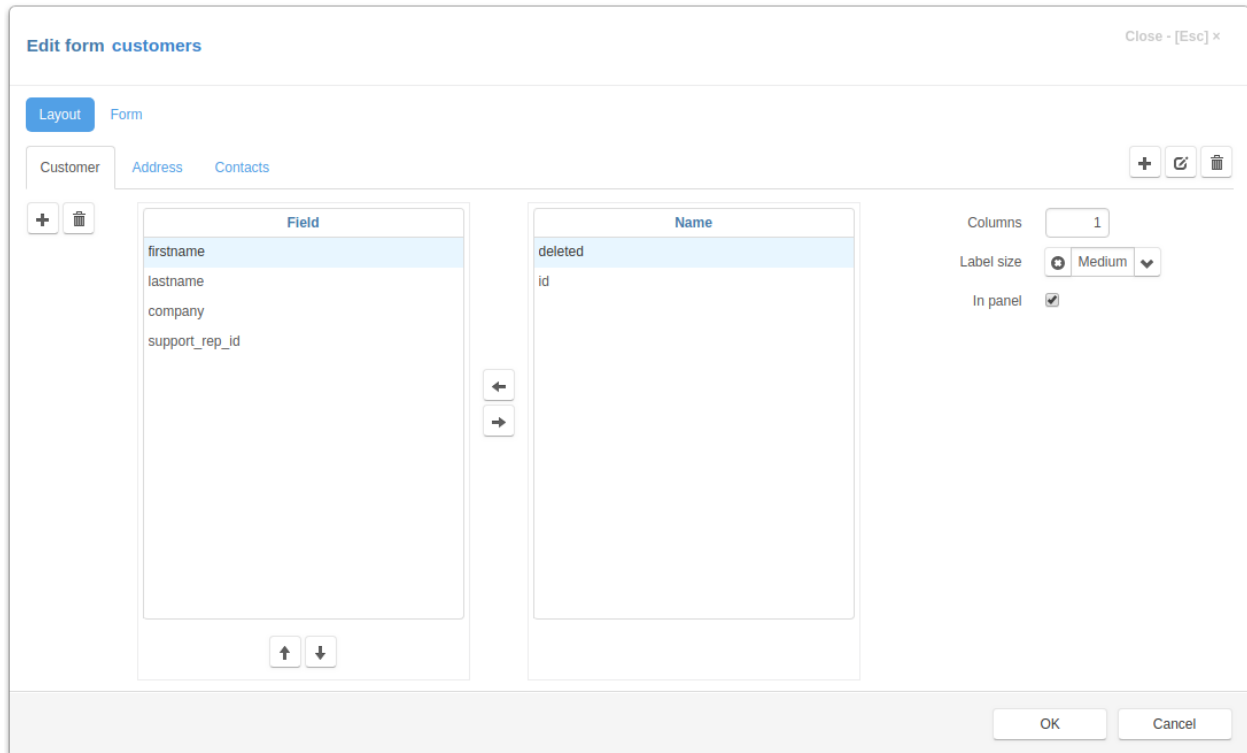 Edit form customers
Close - [Esc] ×
Layout Form
Customer Address Contacts
Field
firstname
lastname
company
support_rep_id
Name
deleted
id
Columns 1
Label size Medium
In panel
OK Cancel